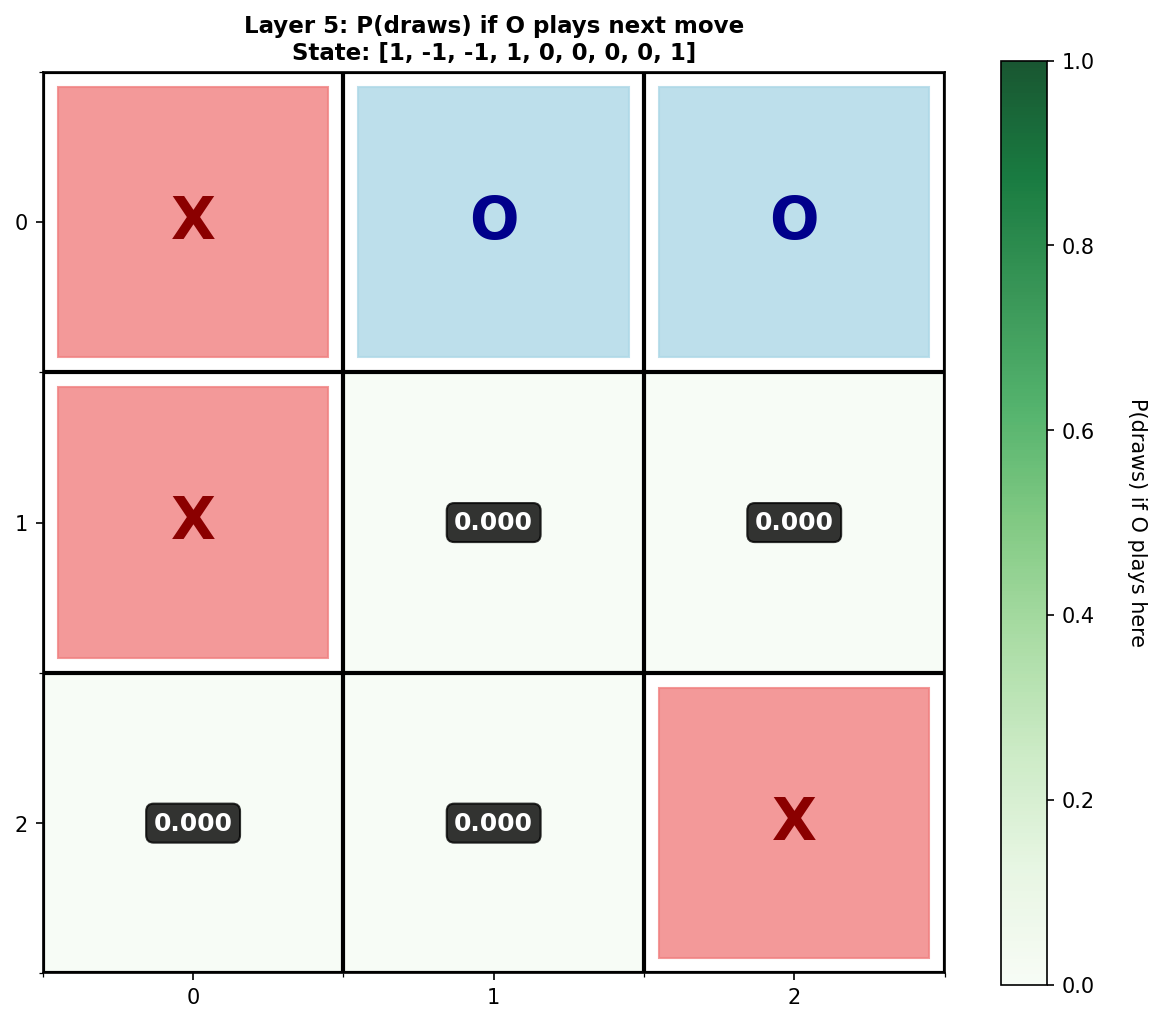 Layer 5: P(draws) if O plays next move
State: [1, -1, -1, 1, 0, 0, 0, 0, 1]
1.0
0
X
O
O
0.8
0.6
P(draws) if O plays here
1
X
0.000
0.000
0.4
0.2
2
0.000
0.000
X
0.0
0
1
2